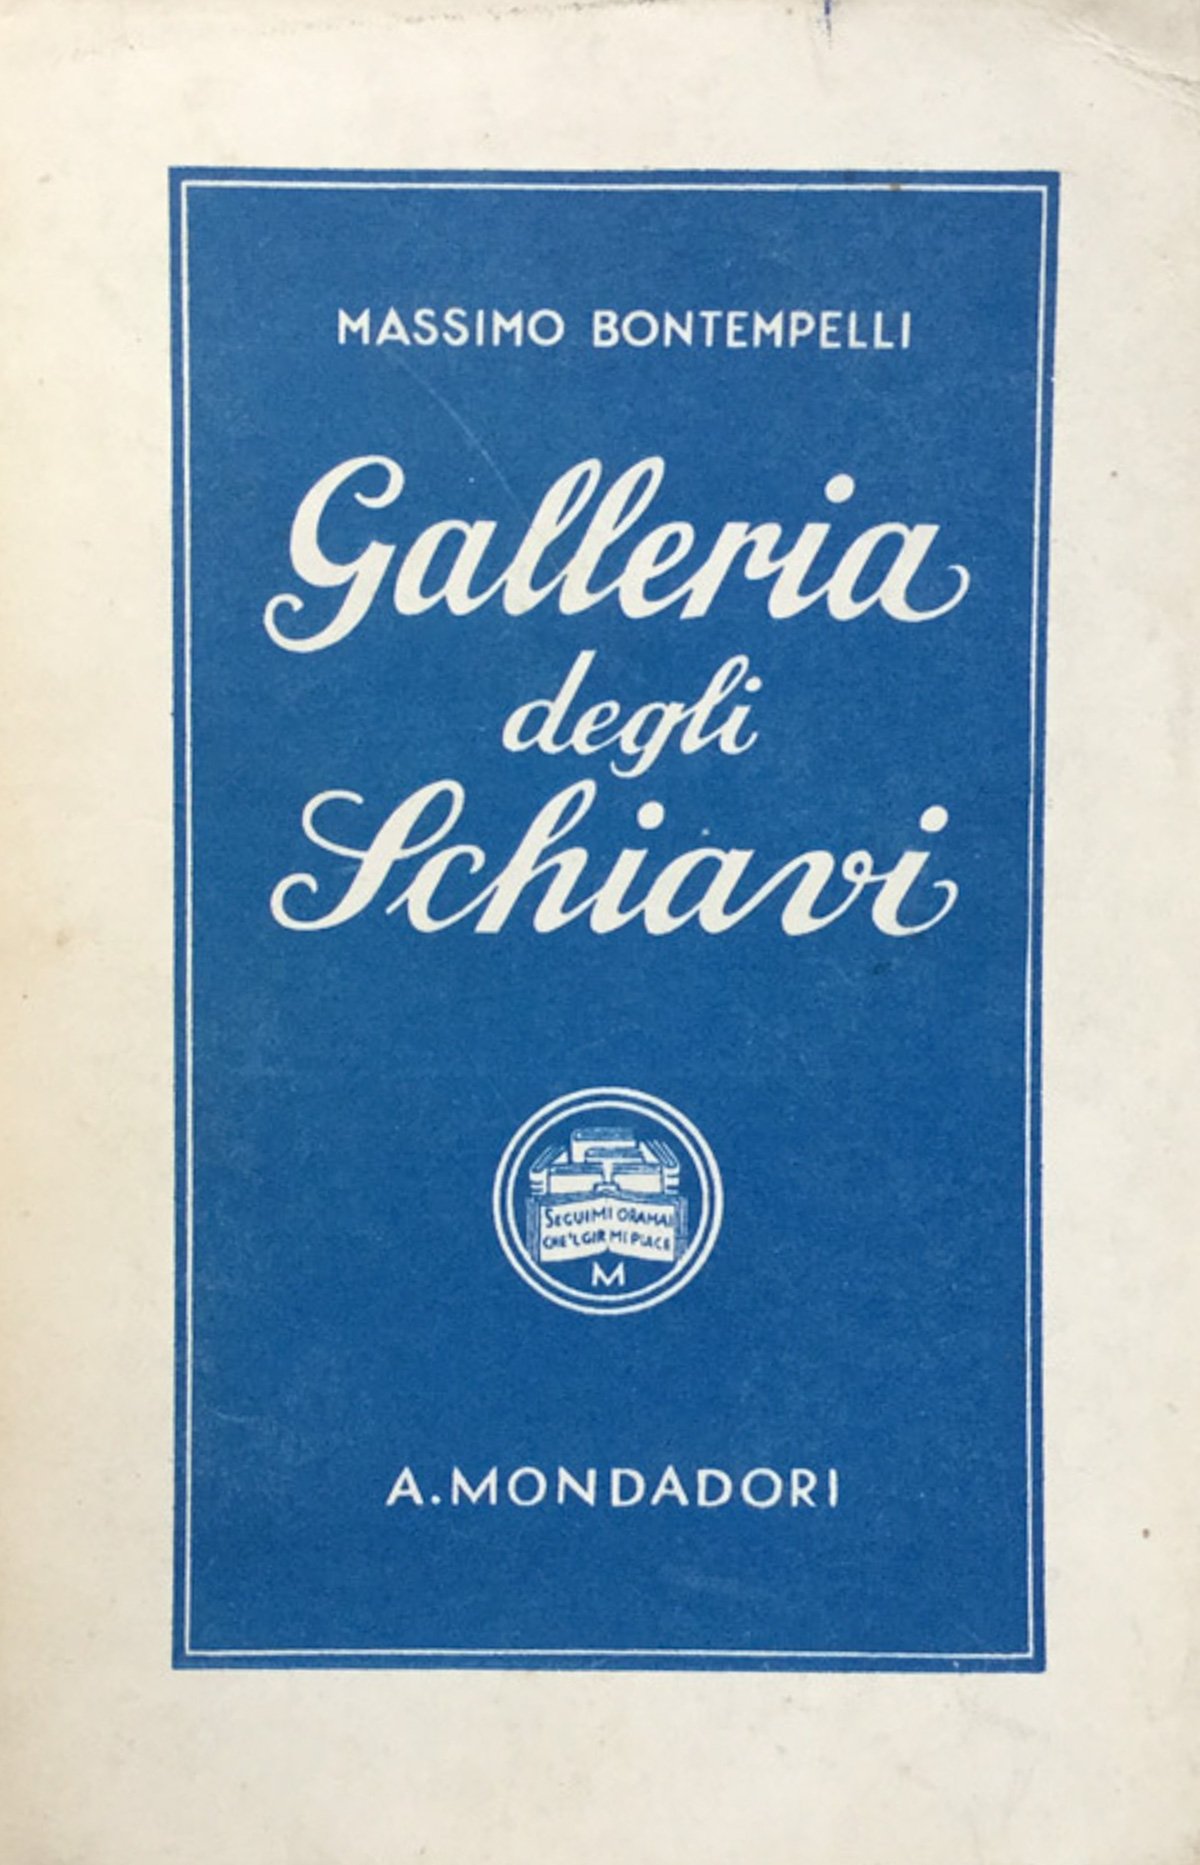 MASSIMO BONTEMPELLI
Galleria
degli
Schiavi
SEGUIMI ORAMAI
CHE'L GIR MI PIACE
M
A. MONDADORI